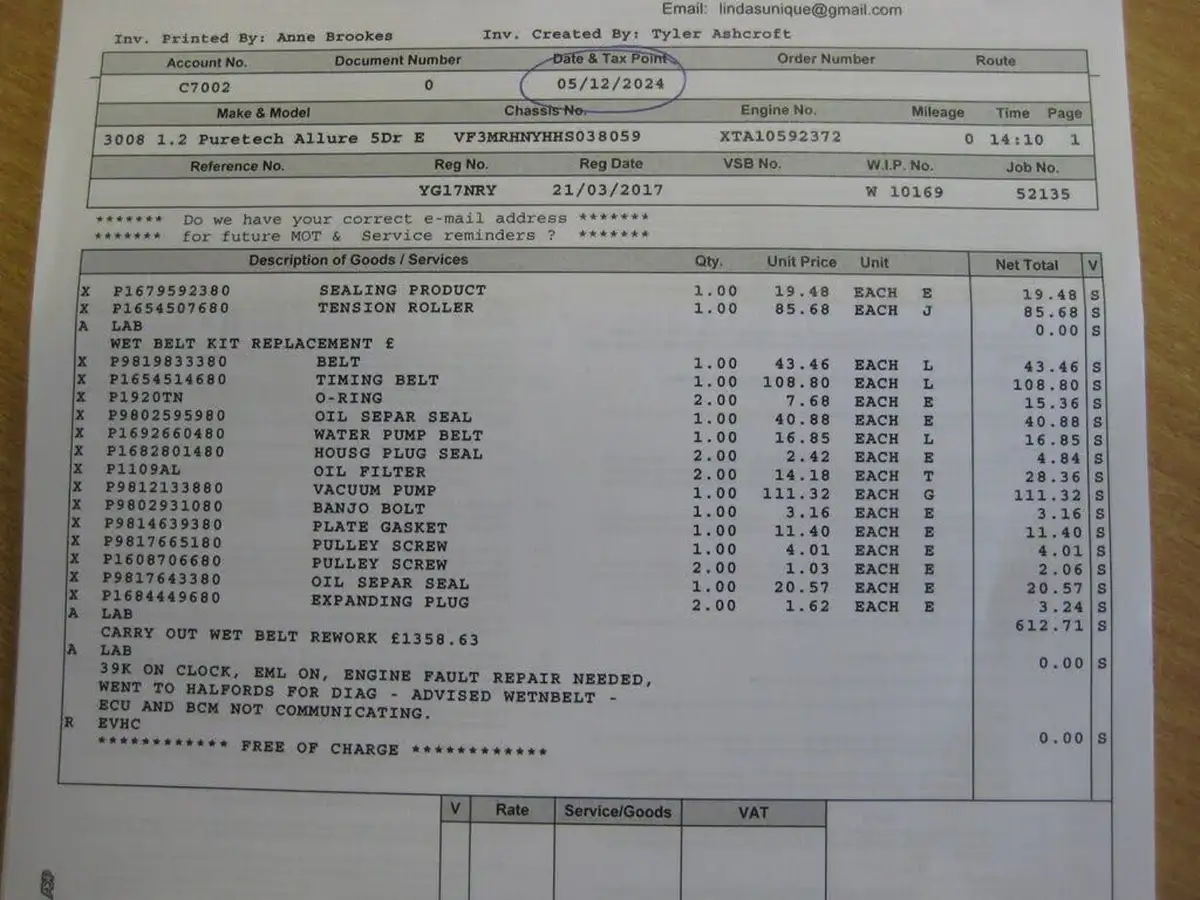 Email: lindasunique@gmail.com
Inv. Printed By: Anne Brookes Inv. Created By: Tyler Ashcroft
Account No. Document Number Date & Tax Point Order Number Route
C7002 0 05/12/2024
Make & Model Chassis No. Engine No. Mileage Time Page
3008 1.2 Puretech Allure 5Dr E VF3MRHNYHHS038059 XTA10592372 0 14:10 1
Reference No. Reg No. Reg Date VSB No. W.I.P. No. Job No.
YG17NRY 21/03/2017 W 10169 52135
******* Do we have your correct e-mail address *******
******* for future MOT & Service reminders ? *******
Description of Goods / Services Qty. Unit Price Unit Net Total V
X P1679592380 SEALING PRODUCT 1.00 19.48 EACH E 19.48 S
X P1654507680 TENSION ROLLER 1.00 85.68 EACH J 85.68 S
A LAB 0.00 S
WET BELT KIT REPLACEMENT £
X P9819833380 BELT 1.00 43.46 EACH L 43.46 S
X P1654514680 TIMING BELT 1.00 108.80 EACH L 108.80 S
X P1920TN O-RING 2.00 7.68 EACH E 15.36 S
X P9802595980 OIL SEPAR SEAL 1.00 40.88 EACH E 40.88 S
X P1692660480 WATER PUMP BELT 1.00 16.85 EACH L 16.85 S
X P1682801480 HOUSG PLUG SEAL 2.00 2.42 EACH E 4.84 S
X P1109AL OIL FILTER 2.00 14.18 EACH T 28.36 S
X P9812133880 VACUUM PUMP 1.00 111.32 EACH G 111.32 S
X P9802931080 BANJO BOLT 1.00 3.16 EACH E 3.16 S
X P9814639380 PLATE GASKET 1.00 11.40 EACH E 11.40 S
X P9817665180 PULLEY SCREW 1.00 4.01 EACH E 4.01 S
X P1608706680 PULLEY SCREW 2.00 1.03 EACH E 2.06 S
X P9817643380 OIL SEPAR SEAL 1.00 20.57 EACH E 20.57 S
X P1684449680 EXPANDING PLUG 2.00 1.62 EACH E 3.24 S
A LAB 612.71 S
CARRY OUT WET BELT REWORK £1358.63
A LAB 0.00 S
39K ON CLOCK, EML ON, ENGINE FAULT REPAIR NEEDED,
WENT TO HALFORDS FOR DIAG - ADVISED WETNBELT -
ECU AND BCM NOT COMMUNICATING.
R EVHC 0.00 S
************ FREE OF CHARGE ************
V Rate Service/Goods VAT